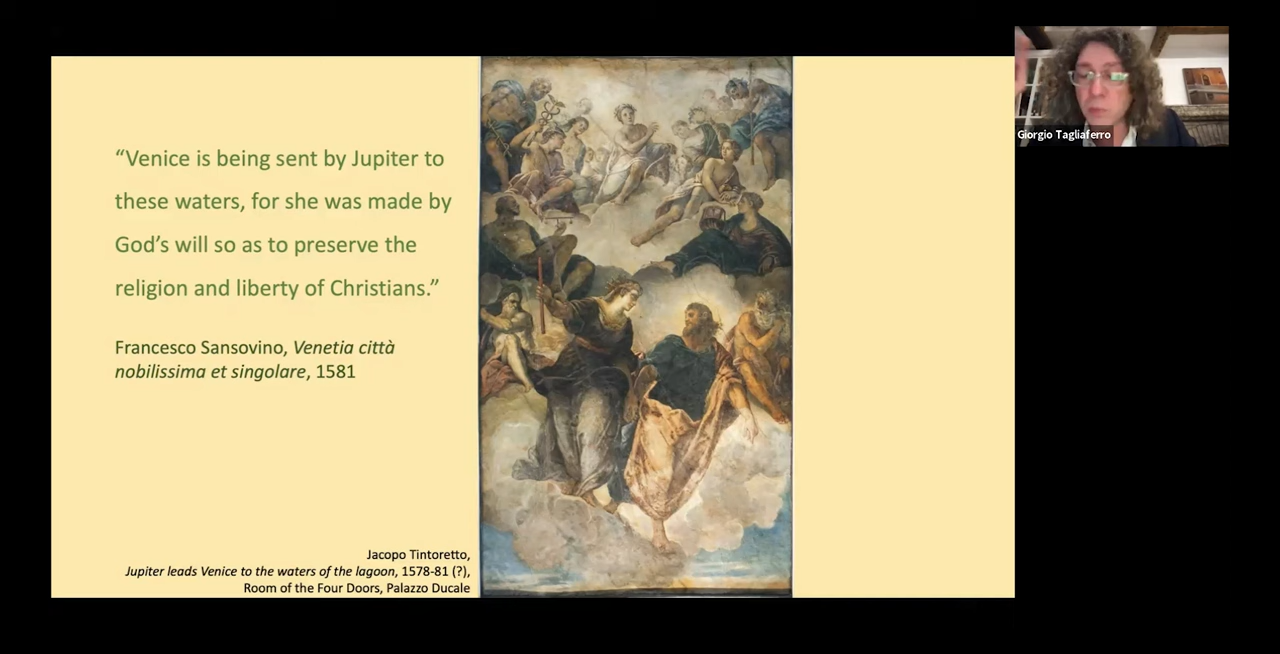 “Venice is being sent by Jupiter to
these waters, for she was made by
God’s will so as to preserve the
religion and liberty of Christians.”
Francesco Sansovino, Venetia città
nobilissima et singolare, 1581
Jacopo Tintoretto,
Jupiter leads Venice to the waters of the lagoon, 1578-81 (?),
Room of the Four Doors, Palazzo Ducale
Giorgio Tagliaferro